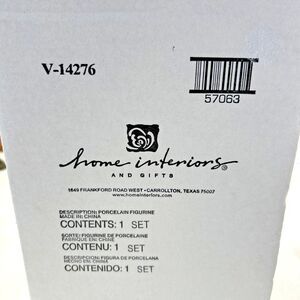 V-14276
57063
home interiors®
AND GIFTS
1649 FRANKFORD ROAD WEST • CARROLLTON, TEXAS 75007
www.homeinteriors.com
DESCRIPTION: PORCELAIN FIGURINE
MADE IN CHINA
CONTENTS: 1 SET
SORTE: FIGURINE DE PORCELAINE
FABRIQUE EN: CHINE
CONTENU: 1 SET
DESCRIPCION: FIGURA DE PORCELANA
HECHO EN: CHINA
CONTENIDO: 1 SET